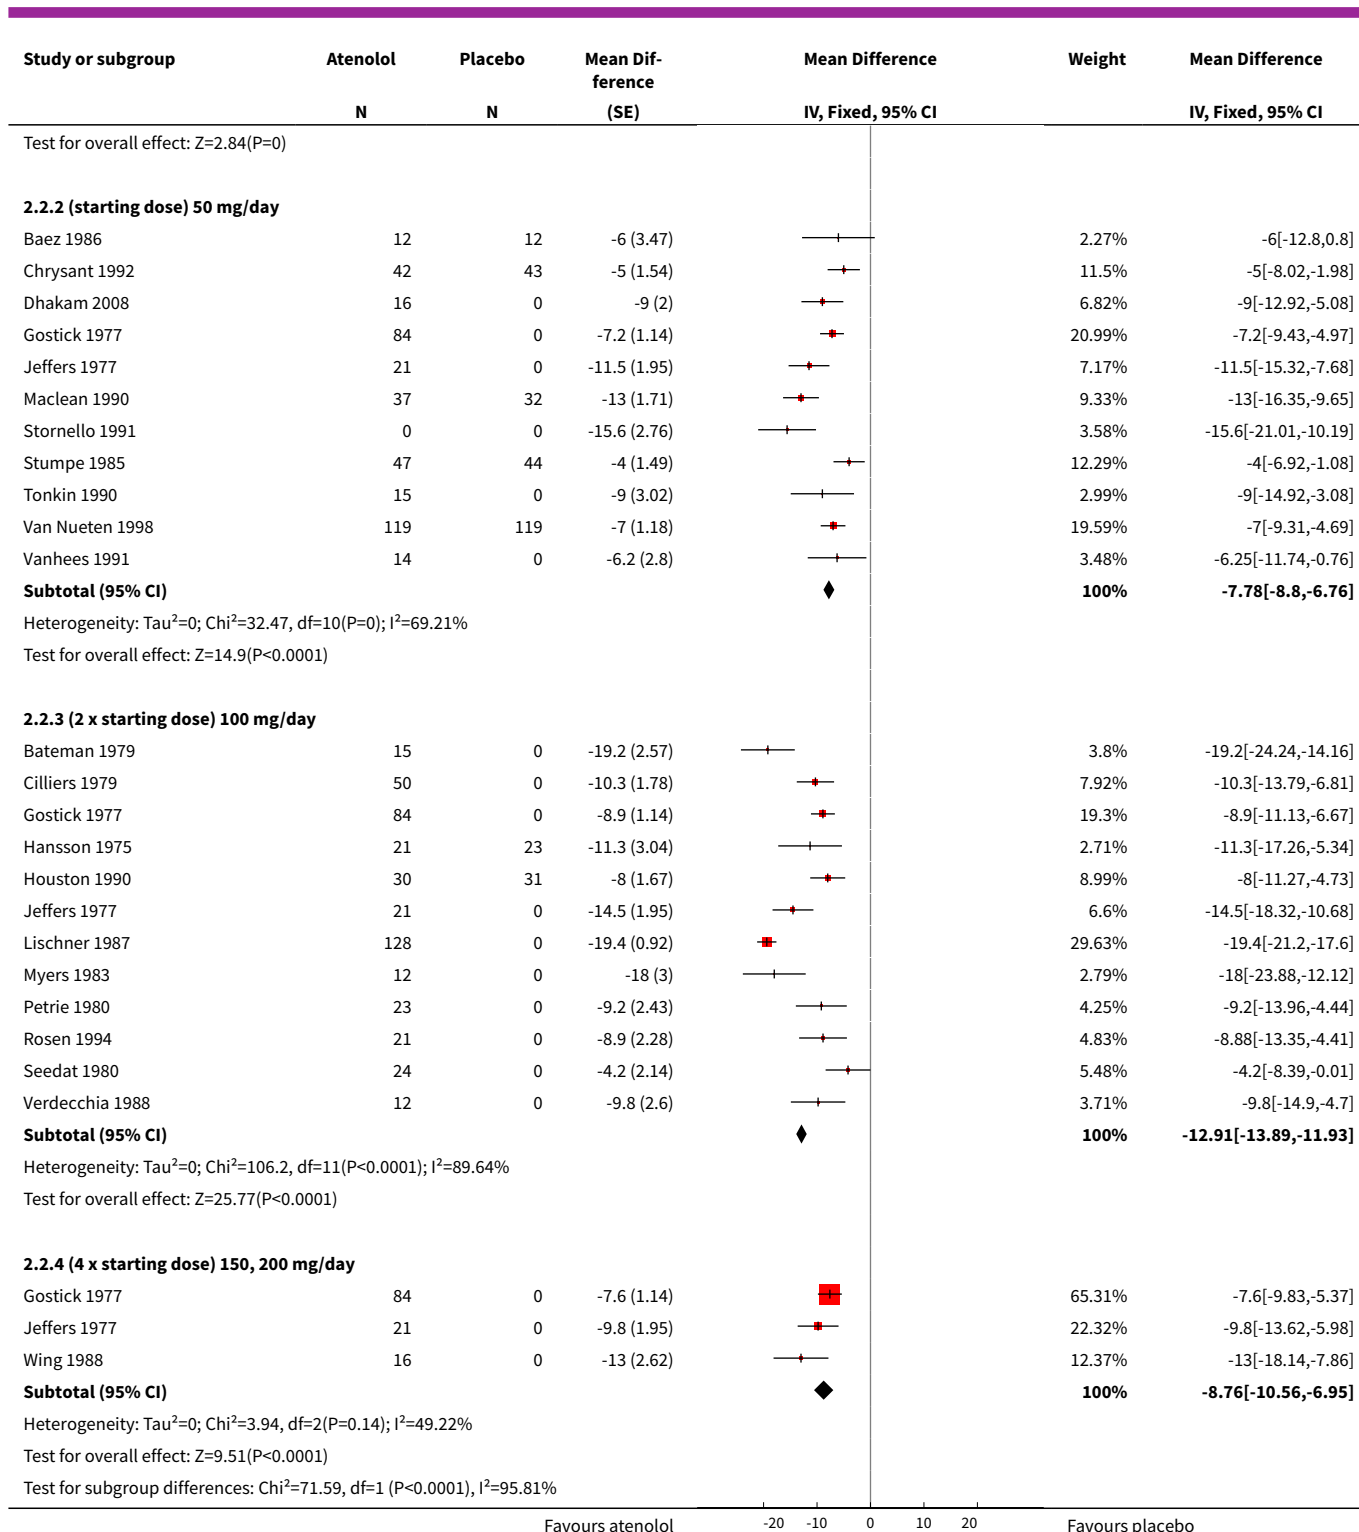 Study or subgroup Atenolol Placebo Mean Dif- Mean Difference Weight Mean Difference
ference
N N (SE) IV, Fixed, 95% CI IV, Fixed, 95% CI
Test for overall effect: Z=2.84(P=0)
2.2.2 (starting dose) 50 mg/day
Baez 1986 12 12 -6 (3.47) 2.27% -6[-12.8,0.8]
Chrysant 1992 42 43 -5 (1.54) 11.5% -5[-8.02,-1.98]
Dhakam 2008 16 0 -9 (2) 6.82% -9[-12.92,-5.08]
Gostick 1977 84 0 -7.2 (1.14) 20.99% -7.2[-9.43,-4.97]
Jeffers 1977 21 0 -11.5 (1.95) 7.17% -11.5[-15.32,-7.68]
Maclean 1990 37 32 -13 (1.71) 9.33% -13[-16.35,-9.65]
Stornello 1991 0 0 -15.6 (2.76) 3.58% -15.6[-21.01,-10.19]
Stumpe 1985 47 44 -4 (1.49) 12.29% -4[-6.92,-1.08]
Tonkin 1990 15 0 -9 (3.02) 2.99% -9[-14.92,-3.08]
Van Nueten 1998 119 119 -7 (1.18) 19.59% -7[-9.31,-4.69]
Vanhees 1991 14 0 -6.2 (2.8) 3.48% -6.25[-11.74,-0.76]
Subtotal (95% CI) 100% -7.78[-8.8,-6.76]
Heterogeneity: Tau²=0; Chi²=32.47, df=10(P=0); I²=69.21%
Test for overall effect: Z=14.9(P<0.0001)
2.2.3 (2 x starting dose) 100 mg/day
Bateman 1979 15 0 -19.2 (2.57) 3.8% -19.2[-24.24,-14.16]
Cilliers 1979 50 0 -10.3 (1.78) 7.92% -10.3[-13.79,-6.81]
Gostick 1977 84 0 -8.9 (1.14) 19.3% -8.9[-11.13,-6.67]
Hansson 1975 21 23 -11.3 (3.04) 2.71% -11.3[-17.26,-5.34]
Houston 1990 30 31 -8 (1.67) 8.99% -8[-11.27,-4.73]
Jeffers 1977 21 0 -14.5 (1.95) 6.6% -14.5[-18.32,-10.68]
Lischner 1987 128 0 -19.4 (0.92) 29.63% -19.4[-21.2,-17.6]
Myers 1983 12 0 -18 (3) 2.79% -18[-23.88,-12.12]
Petrie 1980 23 0 -9.2 (2.43) 4.25% -9.2[-13.96,-4.44]
Rosen 1994 21 0 -8.9 (2.28) 4.83% -8.88[-13.35,-4.41]
Seedat 1980 24 0 -4.2 (2.14) 5.48% -4.2[-8.39,-0.01]
Verdecchia 1988 12 0 -9.8 (2.6) 3.71% -9.8[-14.9,-4.7]
Subtotal (95% CI) 100% -12.91[-13.89,-11.93]
Heterogeneity: Tau²=0; Chi²=106.2, df=11(P<0.0001); I²=89.64%
Test for overall effect: Z=25.77(P<0.0001)
2.2.4 (4 x starting dose) 150, 200 mg/day
Gostick 1977 84 0 -7.6 (1.14) 65.31% -7.6[-9.83,-5.37]
Jeffers 1977 21 0 -9.8 (1.95) 22.32% -9.8[-13.62,-5.98]
Wing 1988 16 0 -13 (2.62) 12.37% -13[-18.14,-7.86]
Subtotal (95% CI) 100% -8.76[-10.56,-6.95]
Heterogeneity: Tau²=0; Chi²=3.94, df=2(P=0.14); I²=49.22%
Test for overall effect: Z=9.51(P<0.0001)
Test for subgroup differences: Chi²=71.59, df=1 (P<0.0001), I²=95.81%
Favours atenolol -20 -10 0 10 20 Favours placebo